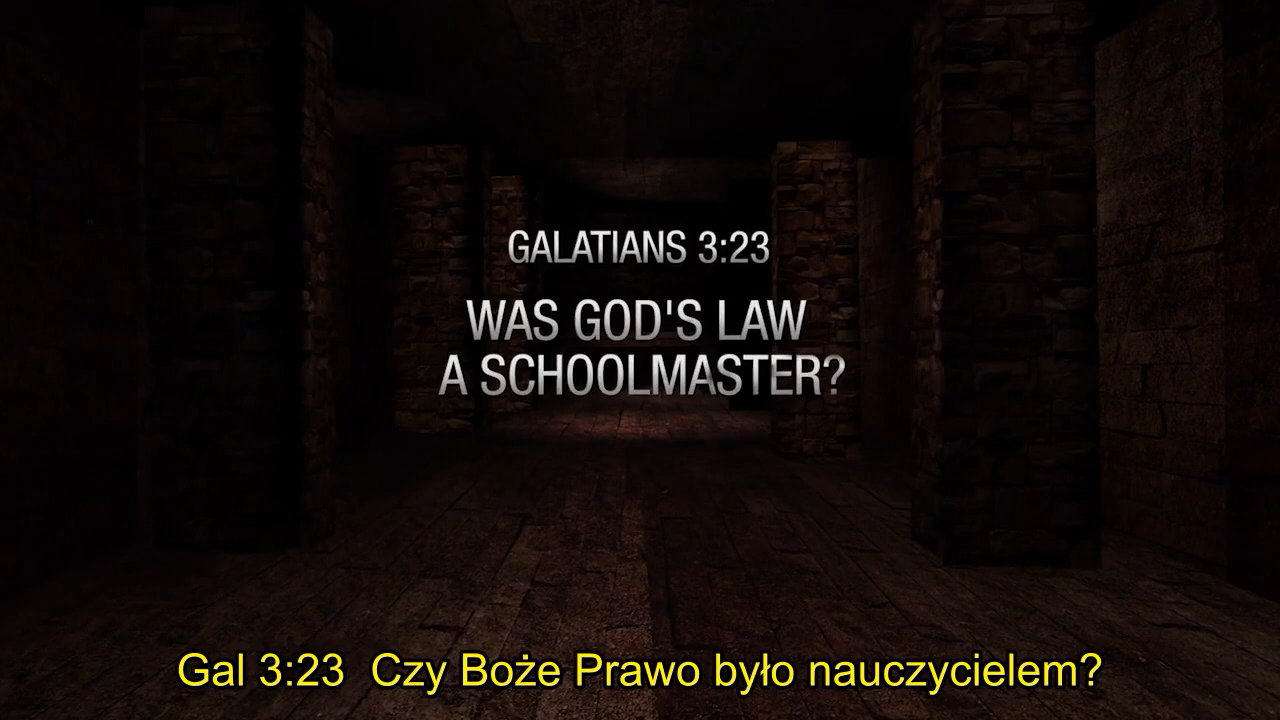 GALATIANS 3:23
WAS GOD'S LAW
A SCHOOLMASTER?
Gal 3:23  Czy Boże Prawo było nauczycielem?